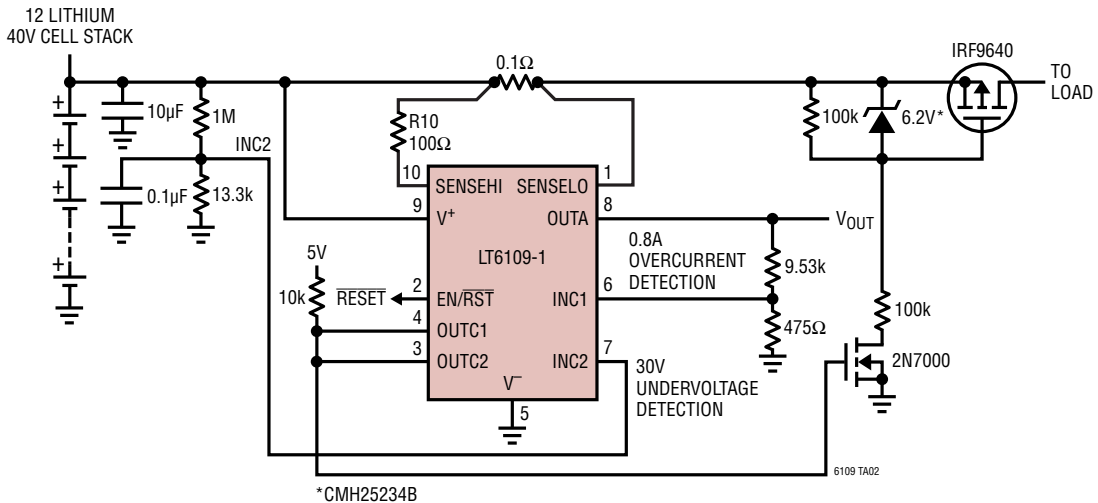 12 LITHIUM
40V CELL STACK
0.1Ω
IRF9640
TO
LOAD
+
10µF
1M
R10
100Ω
100k
6.2V*
INC2
+
10
SENSEHI
SENSELO
1
+
0.1µF
13.3k
9
V+
OUTA
8
VOUT
5V
LT6109-1
0.8A
OVERCURRENT
DETECTION
9.53k
+
10k
RESET
2
EN/RST
INC1
6
100k
4
OUTC1
475Ω
3
OUTC2
INC2
7
2N7000
V–
30V
UNDERVOLTAGE
DETECTION
5
6109 TA02
*CMH25234B